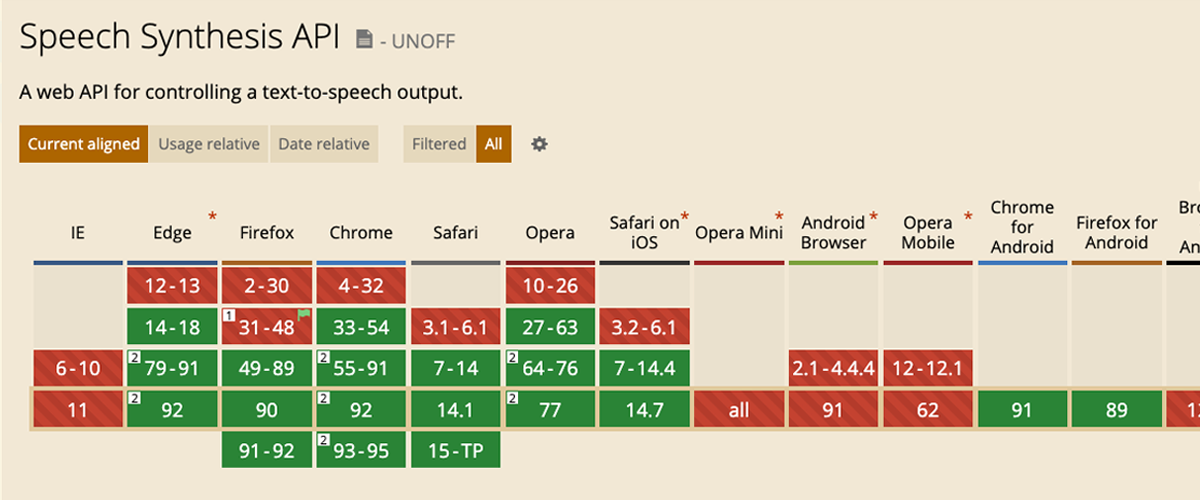 Speech Synthesis API - UNOFF
A web API for controlling a text-to-speech output.
Current aligned Usage relative Date relative Filtered All
IE Edge * Firefox Chrome Safari Opera Safari on iOS * Opera Mini * Android Browser * Opera Mobile * Chrome for Android Firefox for Android
12-13 2-30 4-32 10-26
14-18 1 31-48 33-54 3.1-6.1 27-63 3.2-6.1
6-10 2 79-91 49-89 2 55-91 7-14 2 64-76 7-14.4 2.1-4.4.4 12-12.1
11 2 92 90 2 92 14.1 2 77 14.7 all 91 62 91 89
91-92 2 93-95 15-TP